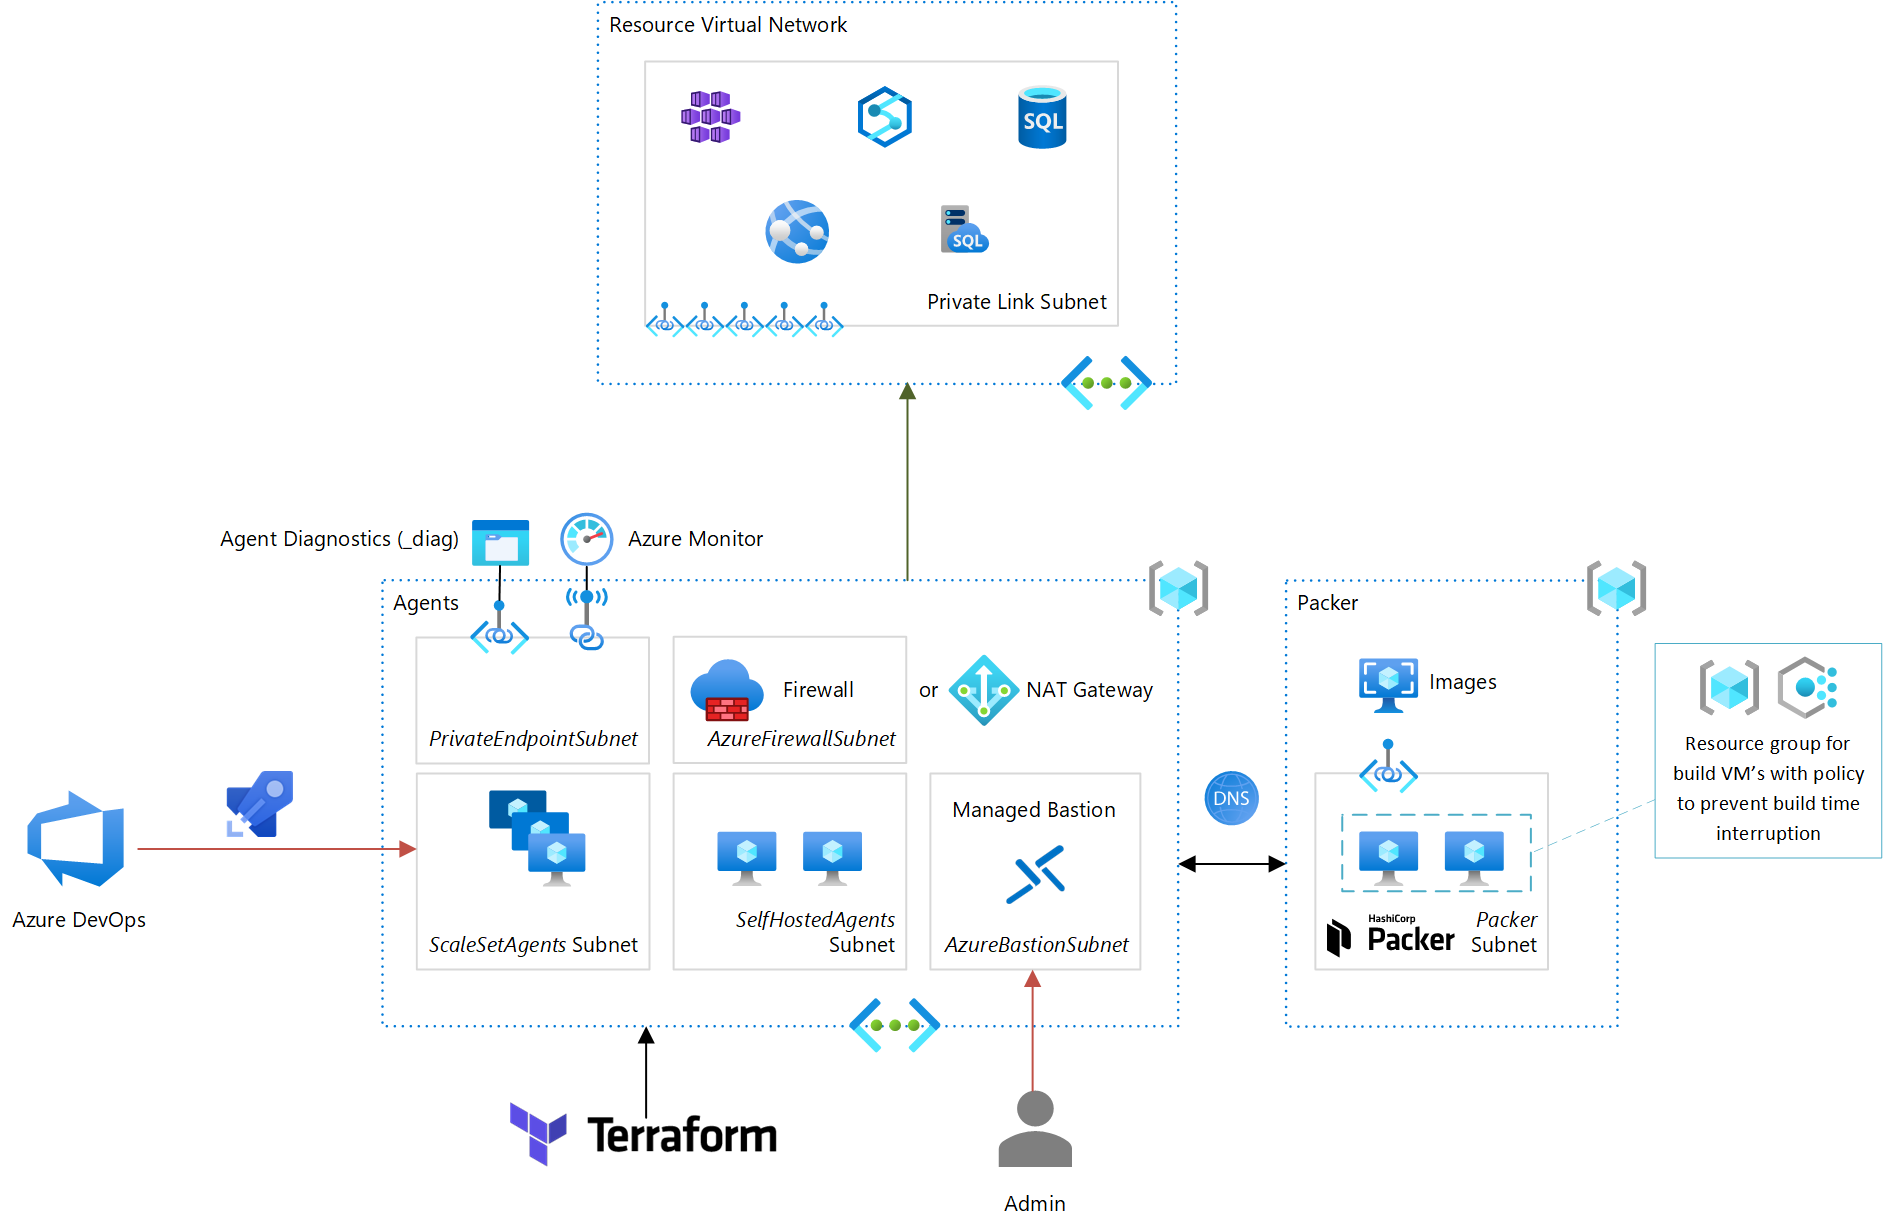 Resource Virtual Network
SQL
SQL
Private Link Subnet
Agent Diagnostics (_diag)
Azure Monitor
Agents
Firewall
or
NAT Gateway
PrivateEndpointSubnet
AzureFirewallSubnet
Azure DevOps
ScaleSetAgents Subnet
SelfHostedAgents
Subnet
Managed Bastion
AzureBastionSubnet
DNS
Packer
Images
HashiCorp
Packer
Packer
Subnet
Resource group for
build VM's with policy
to prevent build time
interruption
Terraform
Admin